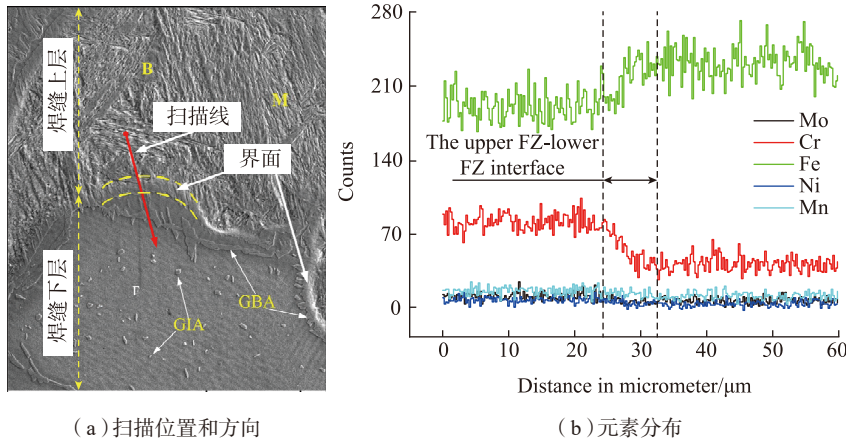 焊缝上层
焊缝下层
B
M
扫描线
界面
Γ
GBA
GIA
(a)扫描位置和方向
280
210
140
70
0
Counts
The upper FZ-lower
FZ interface
Mo
Cr
Fe
Ni
Mn
0 10 20 30 40 50 60
Distance in micrometer/μm
(b)元素分布